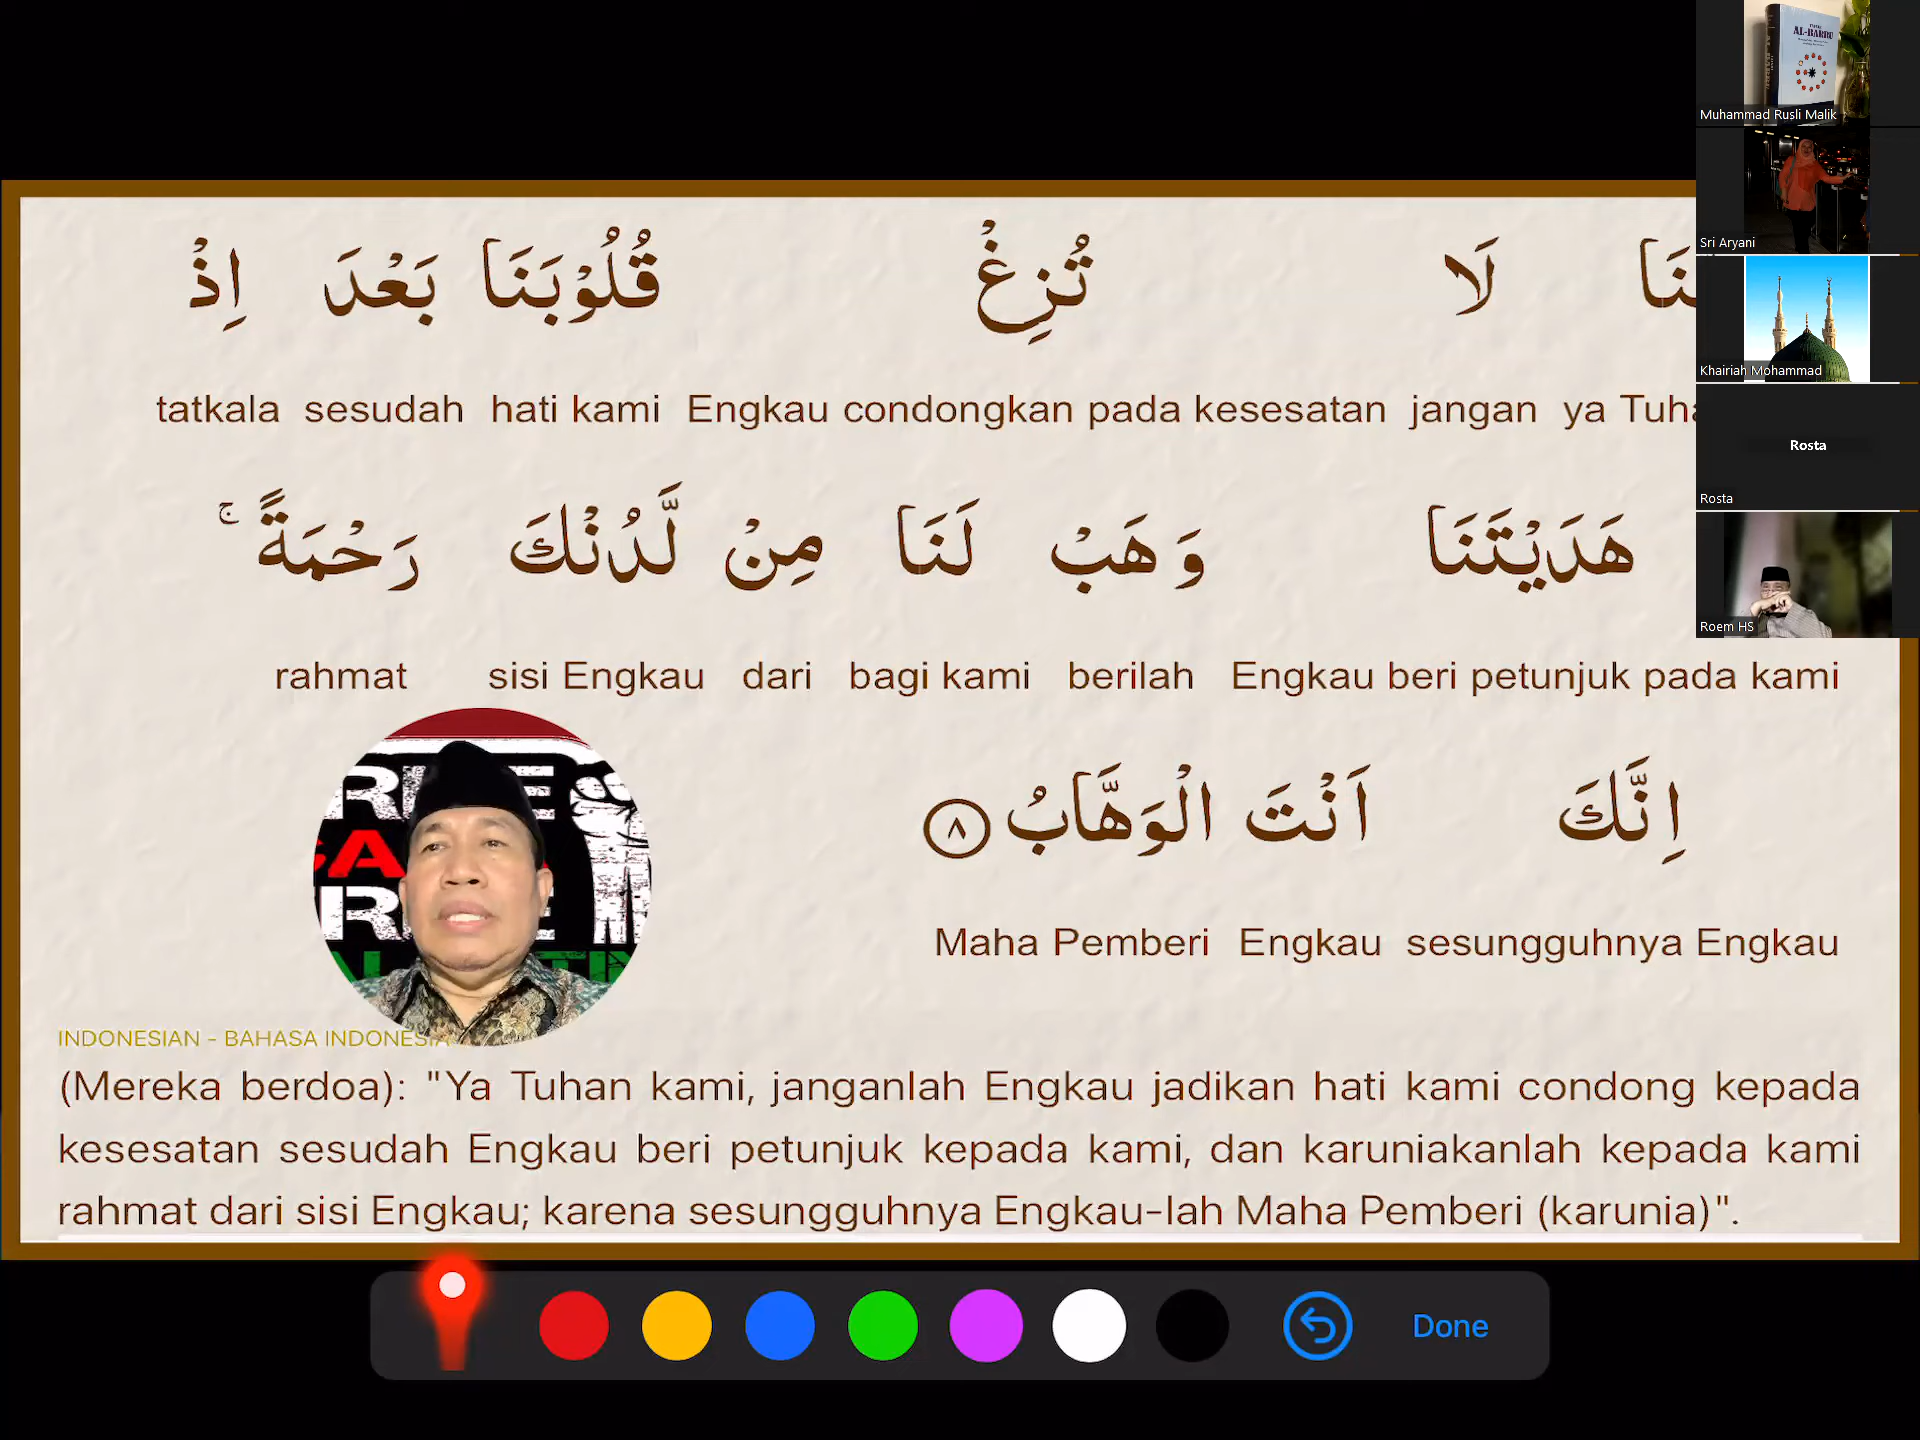 لَا تُزِغْ قُلُوْبَنَا بَعْدَ اِذْ
tatkala sesudah hati kami Engkau condongkan pada kesesatan jangan ya
هَدَيْتَنَا وَهَبْ لَنَا مِنْ لَّدُنْكَ رَحْمَةً ۚ
rahmat sisi Engkau dari bagi kami berilah Engkau beri petunjuk pada kami
اِنَّكَ اَنْتَ الْوَهَّابُ ٨
Maha Pemberi Engkau sesungguhnya Engkau
INDONESIAN - BAHASA INDONESIA
(Mereka berdoa): "Ya Tuhan kami, janganlah Engkau jadikan hati kami condong kepada
kesesatan sesudah Engkau beri petunjuk kepada kami, dan karuniakanlah kepada kami
rahmat dari sisi Engkau; karena sesungguhnya Engkau-lah Maha Pemberi (karunia)".
Done
AL-BARRU
Muhammad Rusli Malik
Sri Aryani
Khairiah Mohammad
Rosta
Rosta
Roem HS